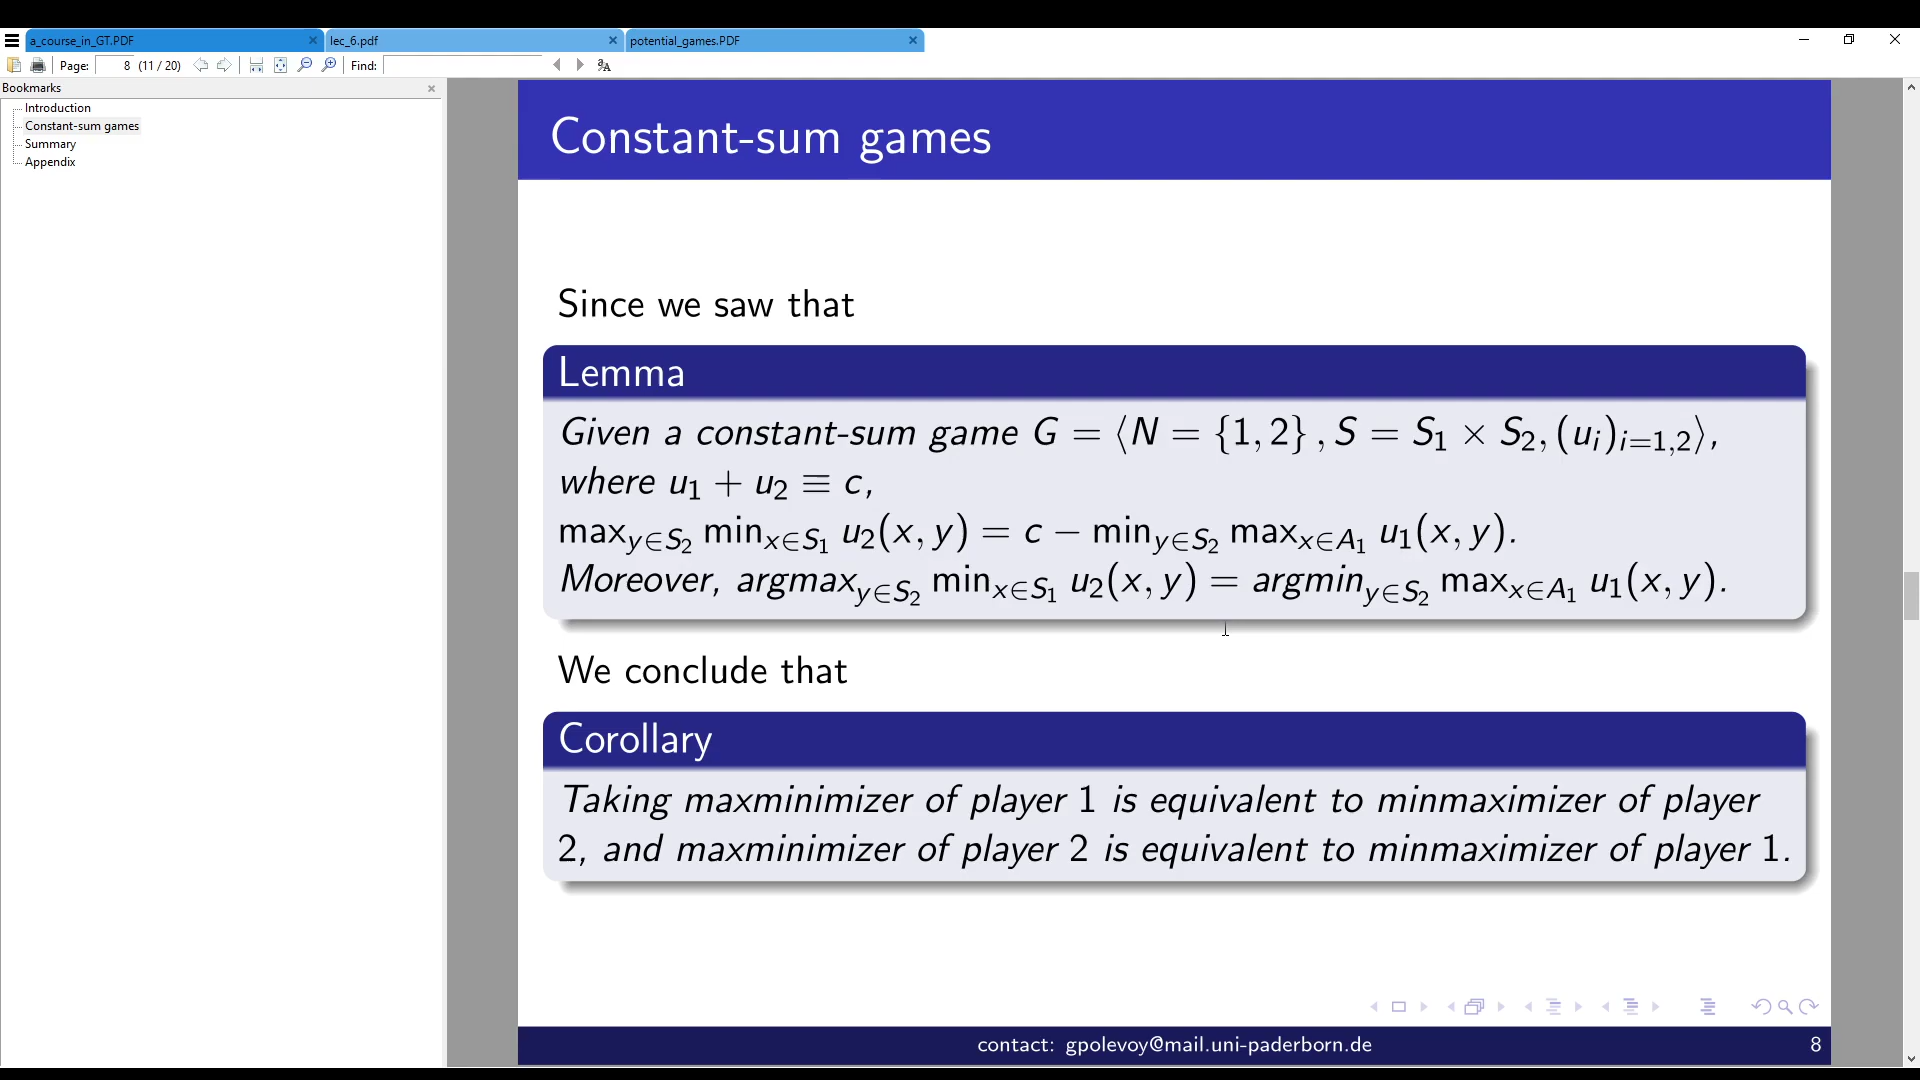 a_course_in_GT.PDF
lec_6.pdf
potential_games.PDF
Page: 8 (11 / 20)
Find:
Bookmarks
Introduction
Constant-sum games
Summary
Appendix
Constant-sum games
Since we saw that
Lemma
Given a constant-sum game G = ⟨N = {1, 2}, S = S₁ × S₂, (uᵢ)ᵢ₌₁,₂⟩,
where u₁ + u₂ ≡ c,
max_{y∈S₂} min_{x∈S₁} u₂(x, y) = c − min_{y∈S₂} max_{x∈A₁} u₁(x, y).
Moreover, argmax_{y∈S₂} min_{x∈S₁} u₂(x, y) = argmin_{y∈S₂} max_{x∈A₁} u₁(x, y).
We conclude that
Corollary
Taking maxminimizer of player 1 is equivalent to minmaximizer of player
2, and maxminimizer of player 2 is equivalent to minmaximizer of player 1.
contact: gpolevoy@mail.uni-paderborn.de
8